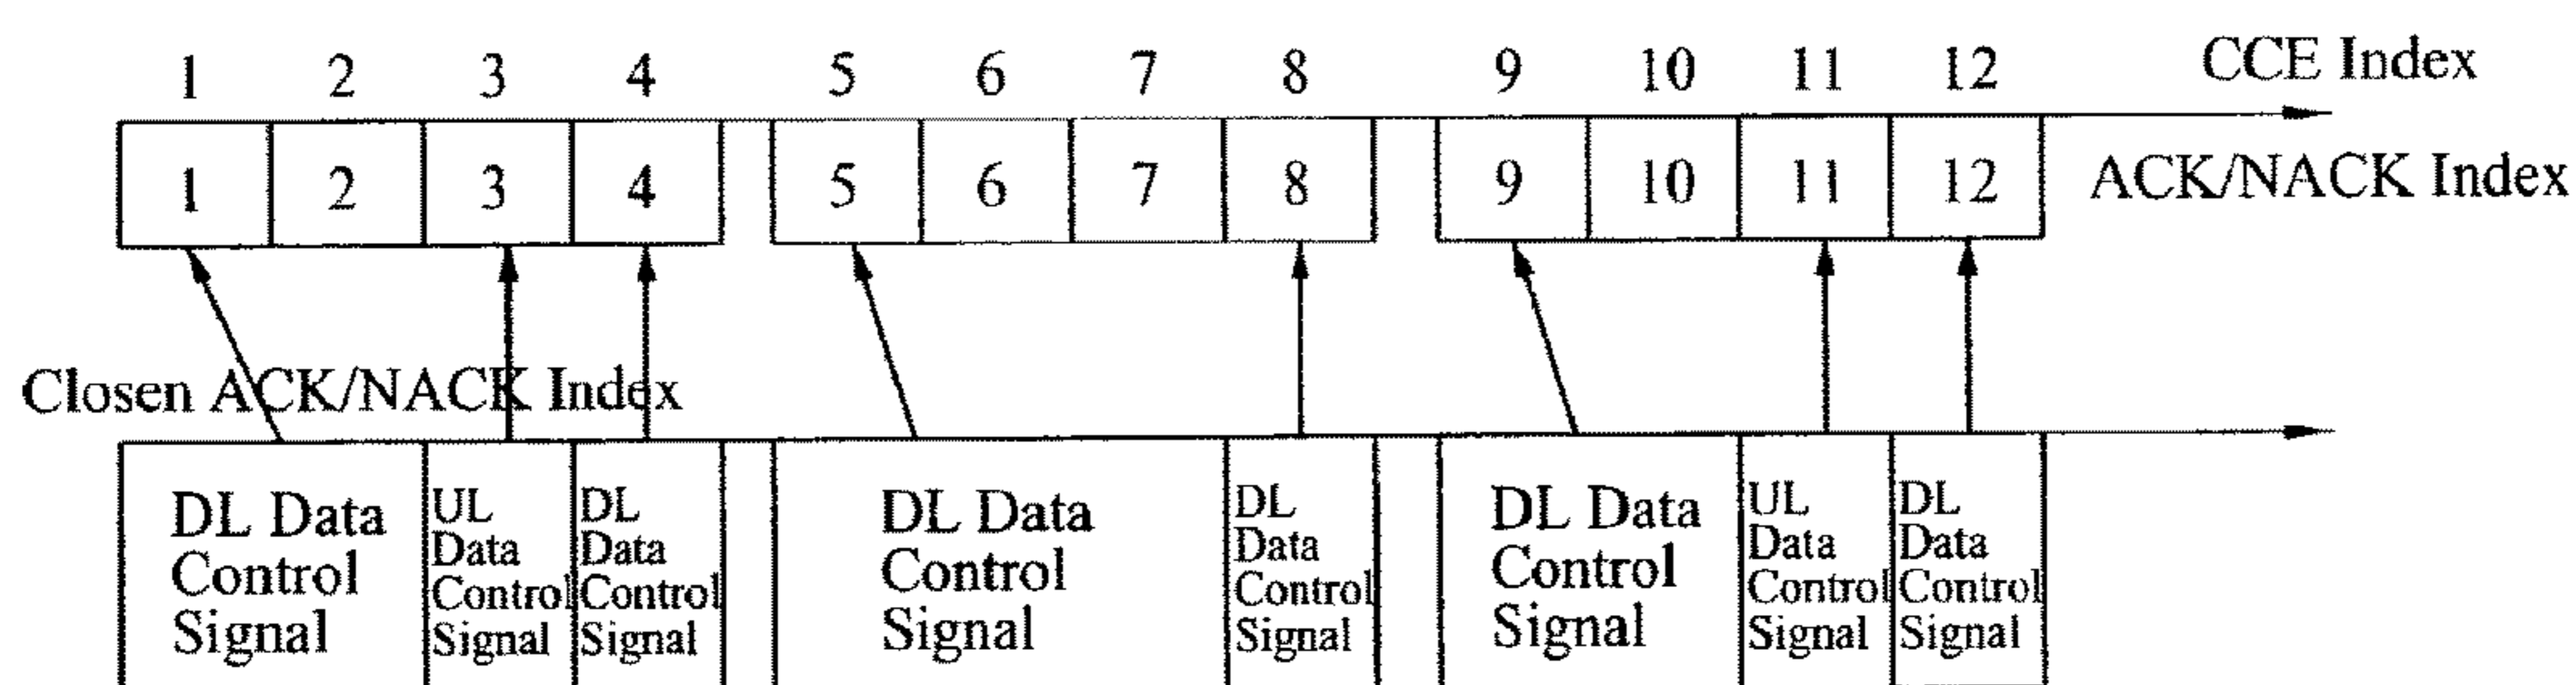 1 2 3 4 5 6 7 8 9 10 11 12 CCE Index
1 2 3 4 5 6 7 8 9 10 11 12 ACK/NACK Index
Closen ACK/NACK Index
DL Data
Control
Signal
UL
Data
Control
Signal
DL
Data
Control
Signal
DL Data
Control
Signal
DL
Data
Control
Signal
DL Data
Control
Signal
UL
Data
Control
Signal
DL
Data
Control
Signal